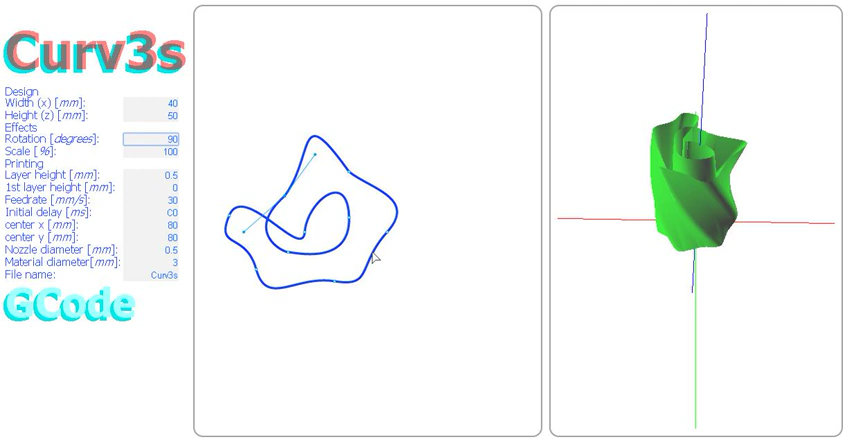 Curv3s
Design
Width (x) [mm]: 40
Height (z) [mm]: 50
Effects
Rotation [degrees]: 90
Scale [%]: 100
Printing
Layer height [mm]: 0.5
1st layer height [mm]: 0
Feedrate [mm/s]: 30
Initial delay [ms]: C0
center x [mm]: 80
center y [mm]: 80
Nozzle diameter [mm]: 0.5
Material diameter[mm]: 3
File name: Curv3s
GCode